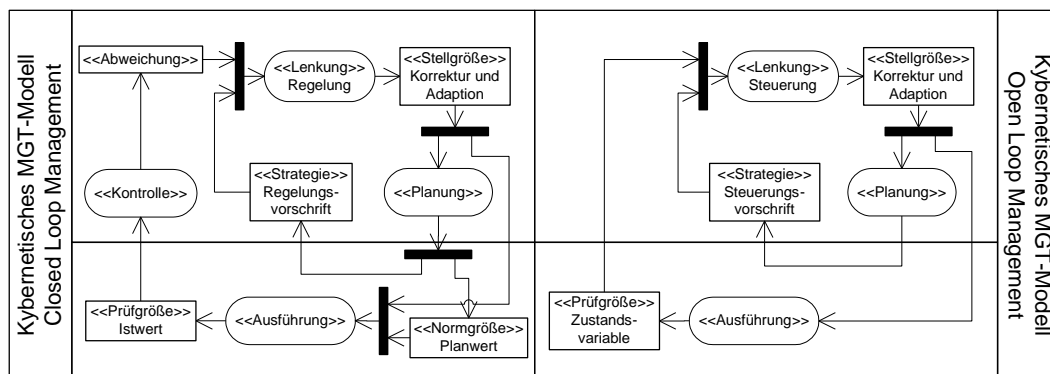 Kybernetisches MGT-Modell
Closed Loop Management
<<Abweichung>>
<<Lenkung>>
Regelung
<<Stellgröße>>
Korrektur und
Adaption
<<Kontrolle>>
<<Strategie>>
Regelungs-
vorschrift
<<Planung>>
<<Prüfgröße>>
Istwert
<<Ausführung>>
<<Normgröße>>
Planwert
<<Lenkung>>
Steuerung
<<Stellgröße>>
Korrektur und
Adaption
<<Strategie>>
Steuerungs-
vorschrift
<<Planung>>
<<Prüfgröße>>
Zustands-
variable
<<Ausführung>>
Kybernetisches MGT-Modell
Open Loop Management